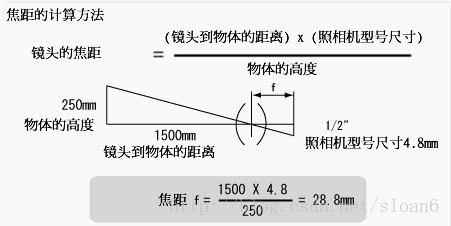 焦距的计算方法
镜头的焦距 = (镜头到物体的距离) x (照相机型号尺寸)
物体的高度
f
250mm
物体的高度
1500mm
镜头到物体的距离
1/2”
照相机型号尺寸4.8mm
焦距 f = 1500 X 4.8 / 250 = 28.8mm
http://blog.csdn.net/sloan6